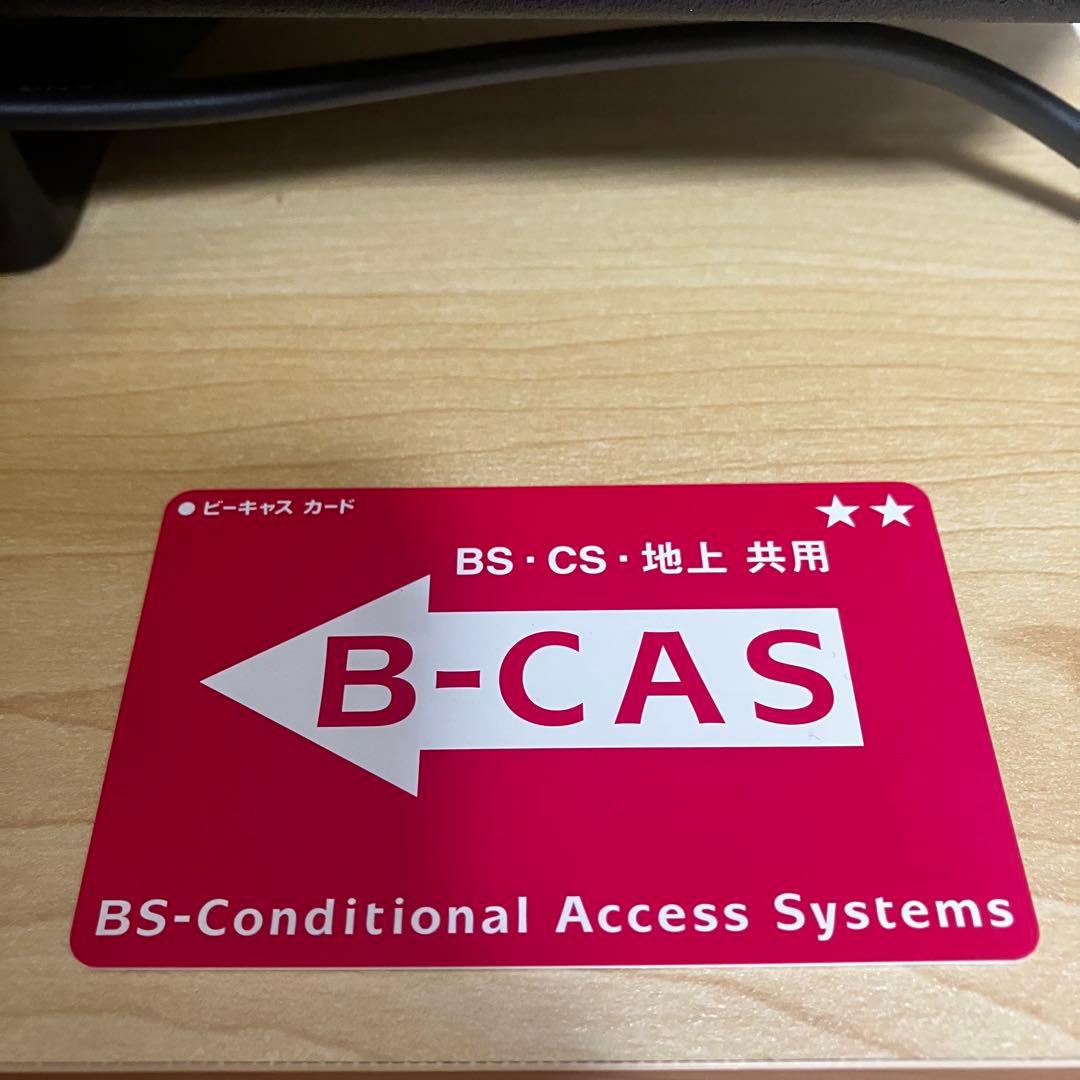 ● ビーキャス カード
★★
BS・CS・地上 共用
B-CAS
BS-Conditional Access Systems